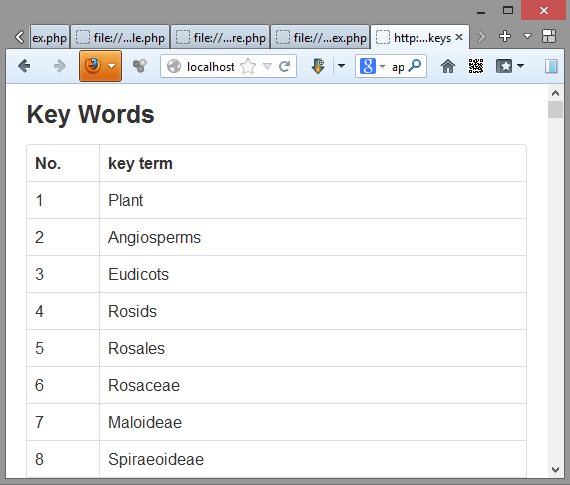 ex.php file://...le.php file://...re.php file://...ex.php http:...keys
localhost 8 ap
Key Words
No. key term
1 Plant
2 Angiosperms
3 Eudicots
4 Rosids
5 Rosales
6 Rosaceae
7 Maloideae
8 Spiraeoideae